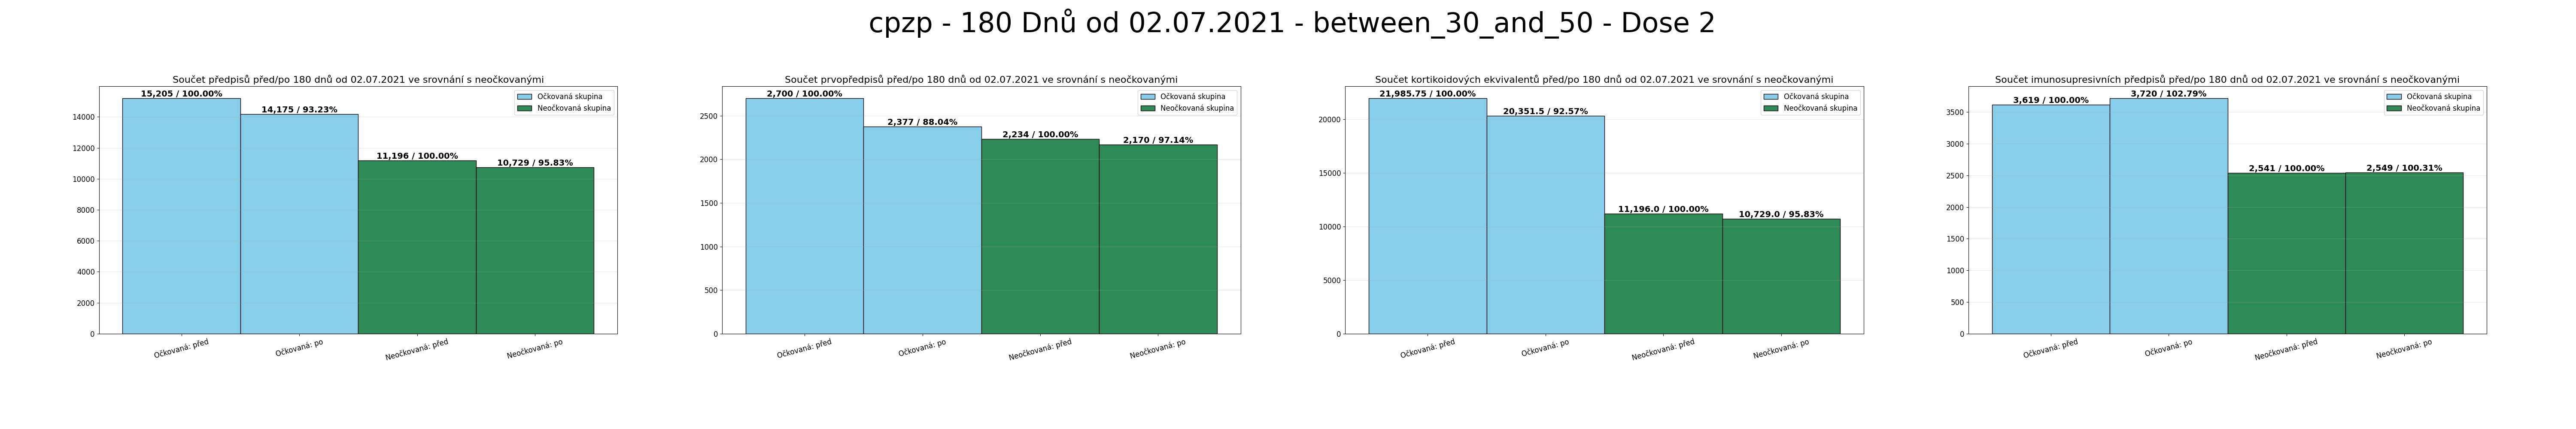 cpzp - 180 Dnů od 02.07.2021 - between_30_and_50 - Dose 2
Součet předpisů před/po 180 dnů od 02.07.2021 ve srovnání s neočkovanými
15,205 / 100.00%
14,175 / 93.23%
11,196 / 100.00%
10,729 / 95.83%
Očkovaná skupina
Neočkovaná skupina
14000
12000
10000
8000
6000
4000
2000
0
Očkovaná: před
Očkovaná: po
Neočkovaná: před
Neočkovaná: po
Součet prvopředpisů před/po 180 dnů od 02.07.2021 ve srovnání s neočkovanými
2,700 / 100.00%
2,377 / 88.04%
2,234 / 100.00%
2,170 / 97.14%
Očkovaná skupina
Neočkovaná skupina
2500
2000
1500
1000
500
0
Očkovaná: před
Očkovaná: po
Neočkovaná: před
Neočkovaná: po
Součet kortikoidových ekvivalentů před/po 180 dnů od 02.07.2021 ve srovnání s neočkovanými
21,985.75 / 100.00%
20,351.5 / 92.57%
11,196.0 / 100.00%
10,729.0 / 95.83%
Očkovaná skupina
Neočkovaná skupina
20000
15000
10000
5000
0
Očkovaná: před
Očkovaná: po
Neočkovaná: před
Neočkovaná: po
Součet imunosupresivních předpisů před/po 180 dnů od 02.07.2021 ve srovnání s neočkovanými
3,619 / 100.00%
3,720 / 102.79%
2,541 / 100.00%
2,549 / 100.31%
Očkovaná skupina
Neočkovaná skupina
3500
3000
2500
2000
1500
1000
500
0
Očkovaná: před
Očkovaná: po
Neočkovaná: před
Neočkovaná: po